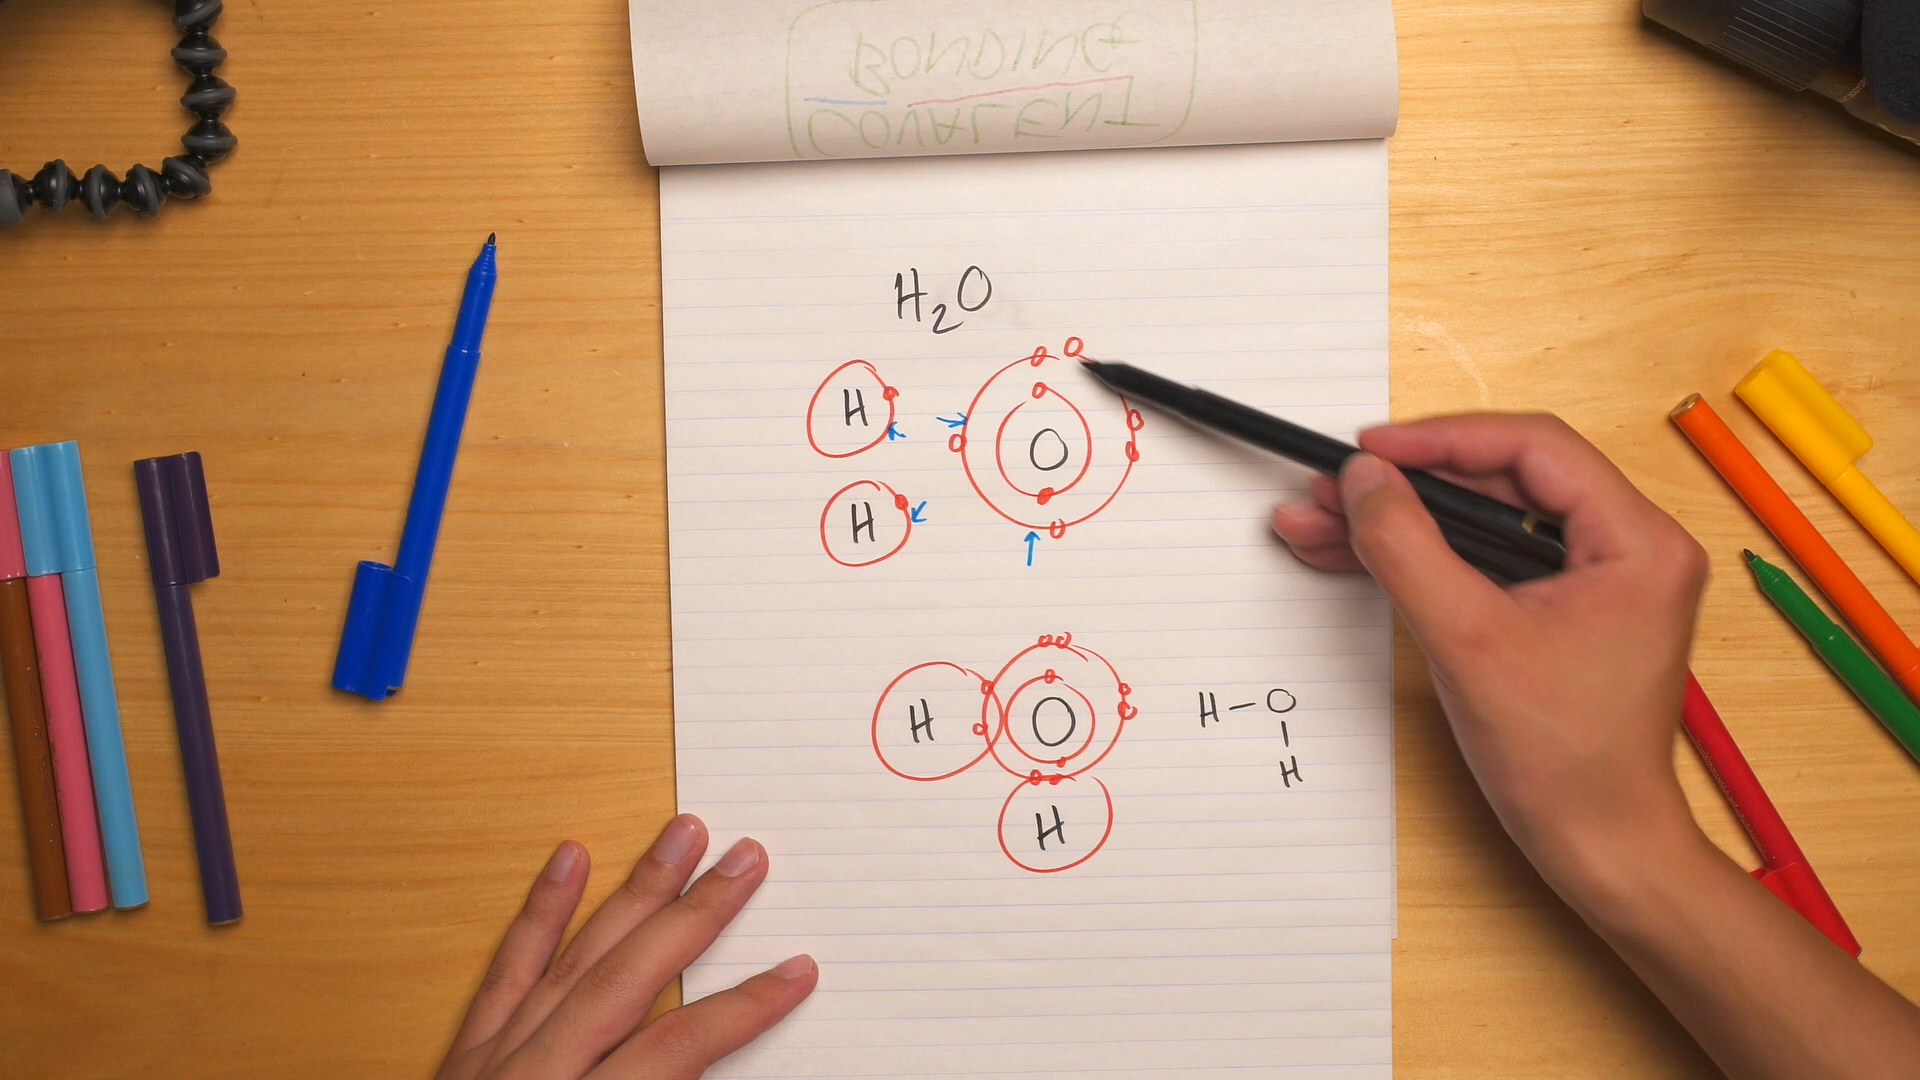 COVALENT
BONDING
H₂O
H
O
H
H O
H
H - O
H